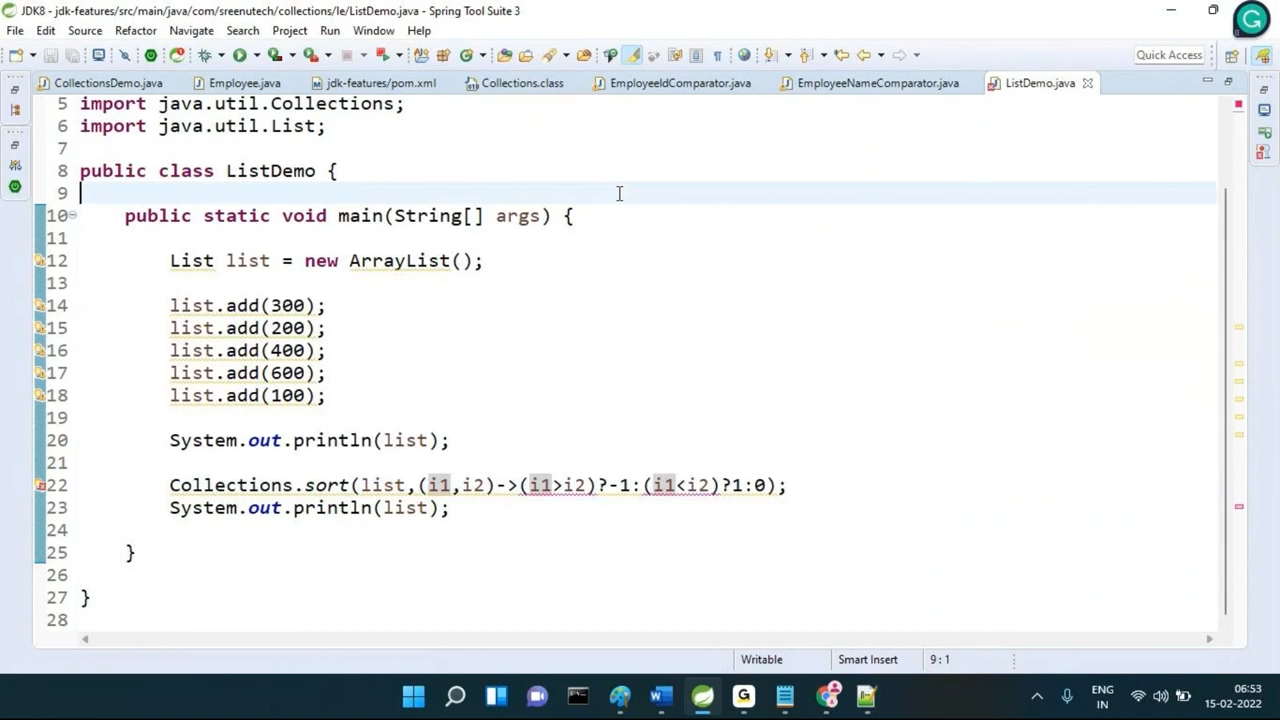 JDK8 - jdk-features/src/main/java/com/sreenutech/collections/le/ListDemo.java - Spring Tool Suite 3
File Edit Source Refactor Navigate Search Project Run Window Help
Quick Access
CollectionsDemo.java Employee.java jdk-features/pom.xml Collections.class EmployeeIdComparator.java EmployeeNameComparator.java ListDemo.java
5 import java.util.Collections;
6 import java.util.List;
7
8 public class ListDemo {
9
10 public static void main(String[] args) {
11
12 List list = new ArrayList();
13
14 list.add(300);
15 list.add(200);
16 list.add(400);
17 list.add(600);
18 list.add(100);
19
20 System.out.println(list);
21
22 Collections.sort(list,(i1,i2)->(i1>i2)?-1:(i1<i2)?1:0);
23 System.out.println(list);
24
25 }
26
27 }
28
Writable Smart Insert 9 : 1
ENG
IN
06:53
15-02-2022